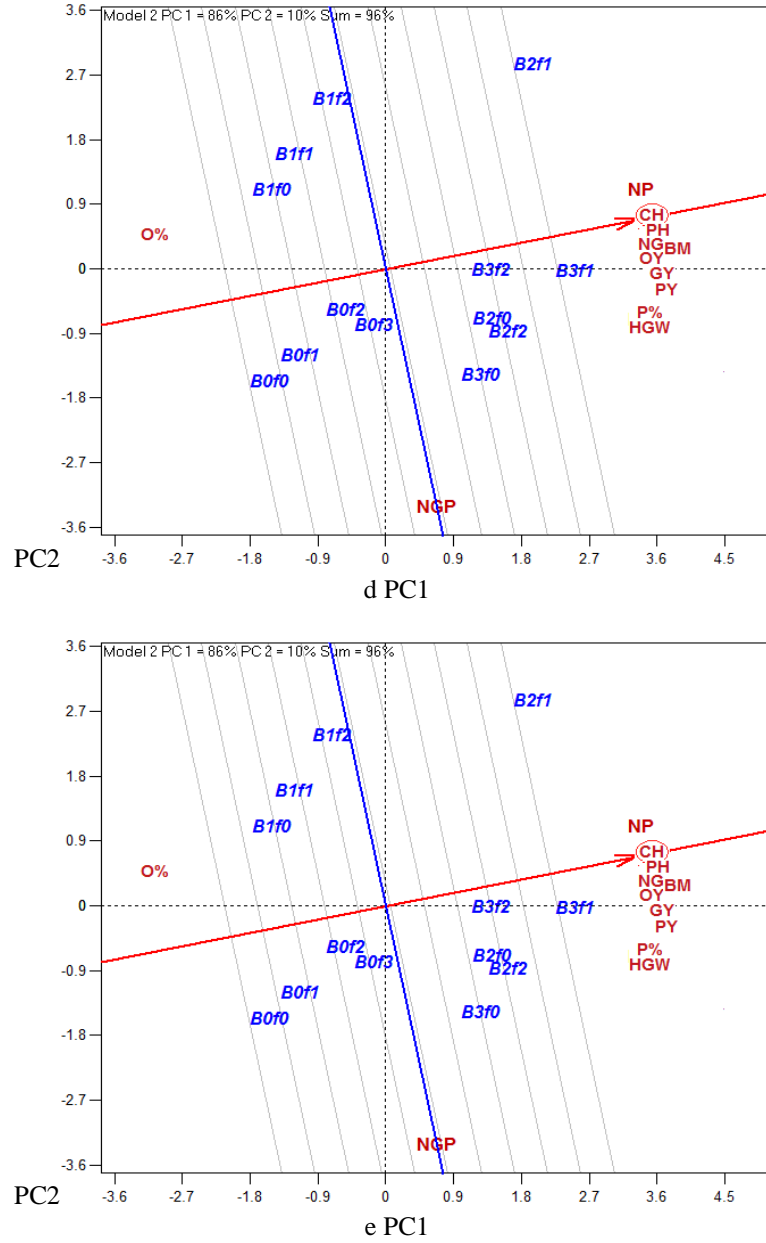 3.6
Model 2 PC 1 = 86% PC 2 = 10% Sum = 96%
B2f1
2.7
B1f2
1.8
B1f1
B1f0
NP
0.9
CH
O%
PH
NG BM
OY
0
B3f2 B3f1
GY
PY
B0f2
B2f0
P%
B0f3
-0.9
B2f2
HGW
B0f1
B3f0
B0f0
-1.8
-2.7
NGP
-3.6
PC2
-3.6 -2.7 -1.8 -0.9 0 0.9 1.8 2.7 3.6 4.5
d PC1
3.6
Model 2 PC 1 = 86% PC 2 = 10% Sum = 96%
B2f1
2.7
B1f2
1.8
B1f1
B1f0
NP
0.9
CH
O%
PH
NG BM
OY
0
B3f2 B3f1
GY
PY
B0f2
B2f0
P%
B0f3
-0.9
B2f2
HGW
B0f1
B3f0
B0f0
-1.8
-2.7
NGP
-3.6
PC2
-3.6 -2.7 -1.8 -0.9 0 0.9 1.8 2.7 3.6 4.5
e PC1